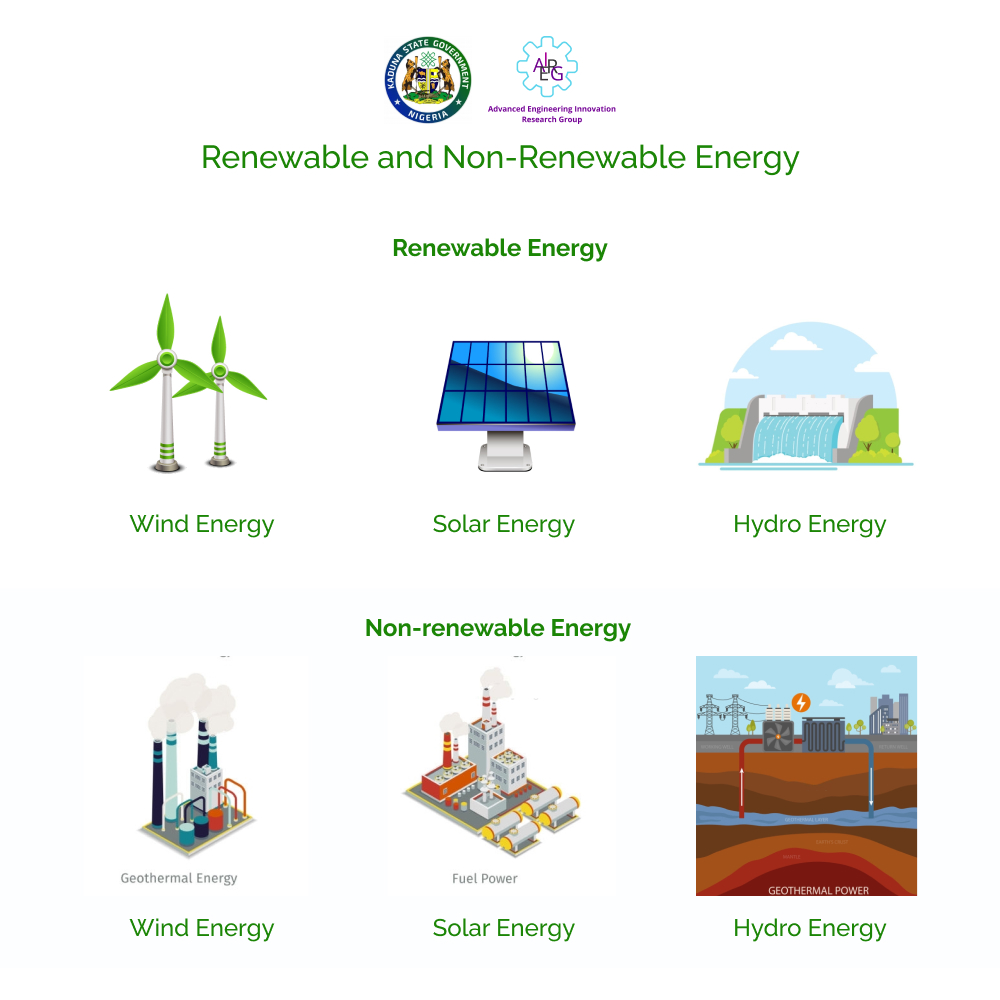 KADUNA STATE GOVERNMENT
NIGERIA
AIREG
Advanced Engineering Innovation
Research Group
Renewable and Non-Renewable Energy
Renewable Energy
Wind Energy
Solar Energy
Hydro Energy
Non-renewable Energy
Geothermal Energy
Fuel Power
GEOTHERMAL POWER
Wind Energy
Solar Energy
Hydro Energy